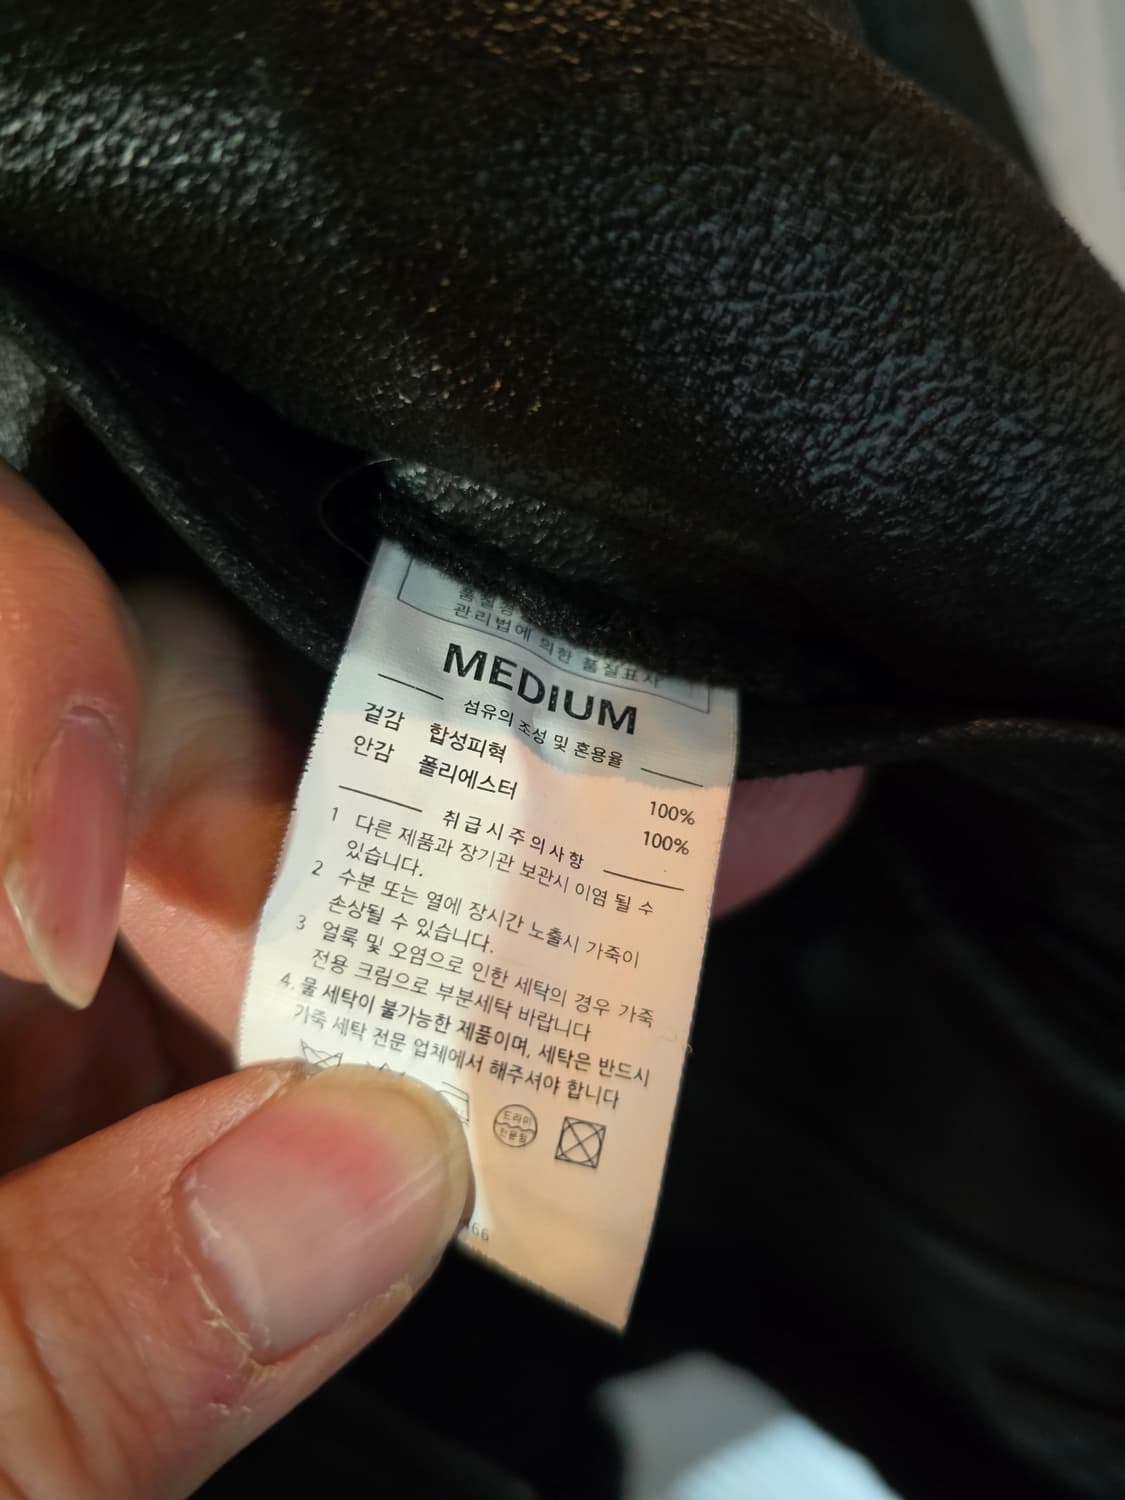 관리법에 의한 품질표시
MEDIUM
섬유의 조성 및 혼용율
겉감 합성피혁 100%
안감 폴리에스터 100%
취급시주의사항
1 다른 제품과 장기관 보관시 이염 될 수
있습니다.
2 수분 또는 열에 장시간 노출시 가죽이
손상될 수 있습니다.
3 얼룩 및 오염으로 인한 세탁의 경우 가죽
전용 크림으로 부분세탁 바랍니다
4. 물 세탁이 불가능한 제품이며, 세탁은 반드시
가죽 세탁 전문 업체에서 해주셔야 합니다
드라이
66